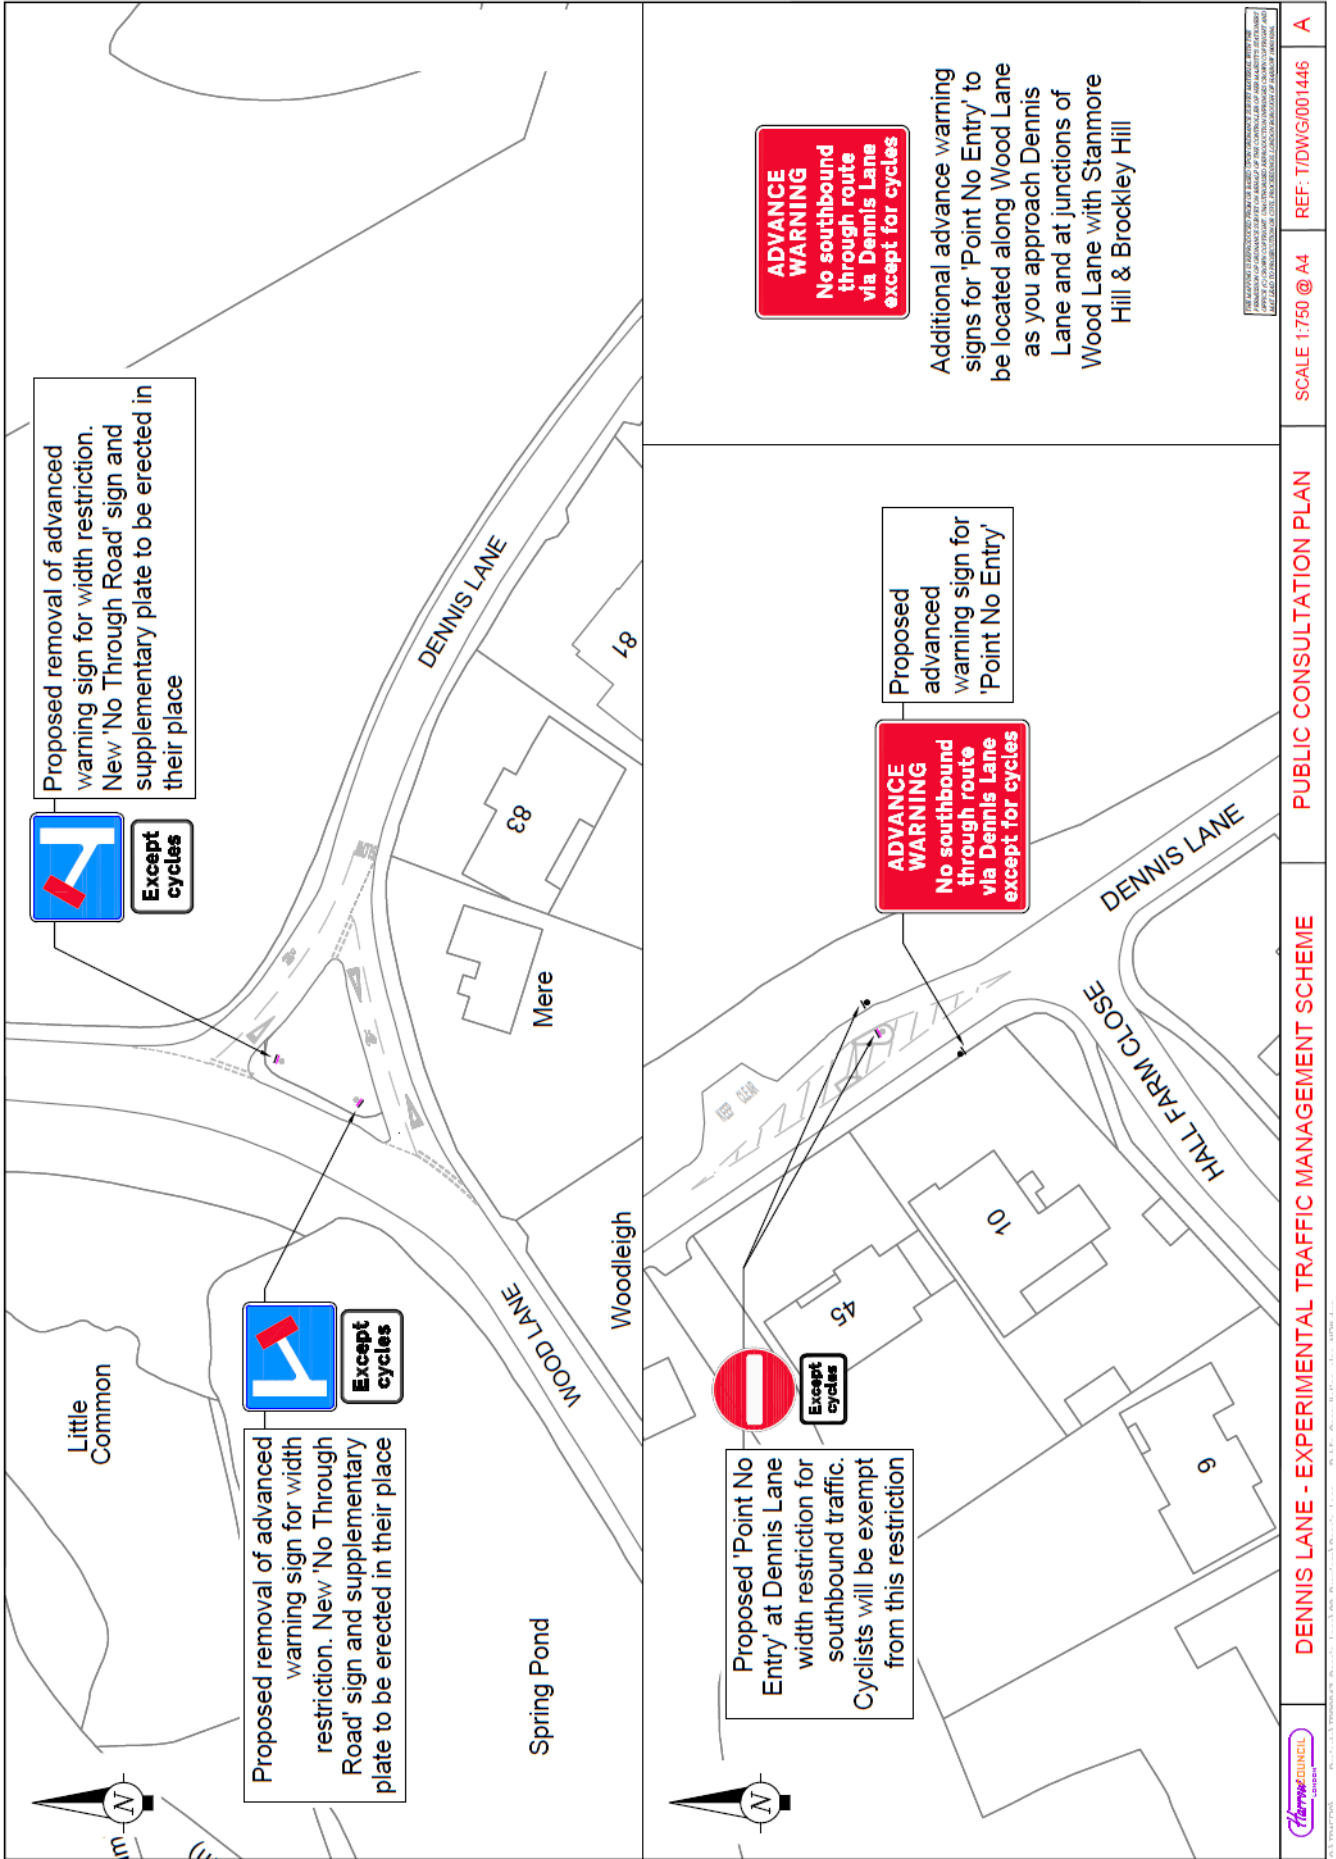 Little
Common
Proposed removal of advanced
warning sign for width
restriction. New 'No Through
Road' sign and supplementary
plate to be erected in their place
Except
cycles
Spring Pond
N
WOOD LANE
Woodleigh
Mere
83
81
DENNIS LANE
Except
cycles
Proposed removal of advanced
warning sign for width restriction.
New 'No Through Road' sign and
supplementary plate to be erected in
their place
N
Proposed 'Point No
Entry' at Dennis Lane
width restriction for
southbound traffic.
Cyclists will be exempt
from this restriction
Except
cycles
45
10
9
KEEP CLEAR
HALL FARM CLOSE
DENNIS LANE
ADVANCE
WARNING
No southbound
through route
via Dennis Lane
except for cycles
Proposed
advanced
warning sign for
'Point No Entry'
ADVANCE
WARNING
No southbound
through route
via Dennis Lane
except for cycles
Additional advance warning
signs for 'Point No Entry' to
be located along Wood Lane
as you approach Dennis
Lane and at junctions of
Wood Lane with Stanmore
Hill & Brockley Hill
HarrowCOUNCIL
LONDON
DENNIS LANE - EXPERIMENTAL TRAFFIC MANAGEMENT SCHEME
PUBLIC CONSULTATION PLAN
SCALE 1:750 @ A4
REF: T/DWG/001446
A